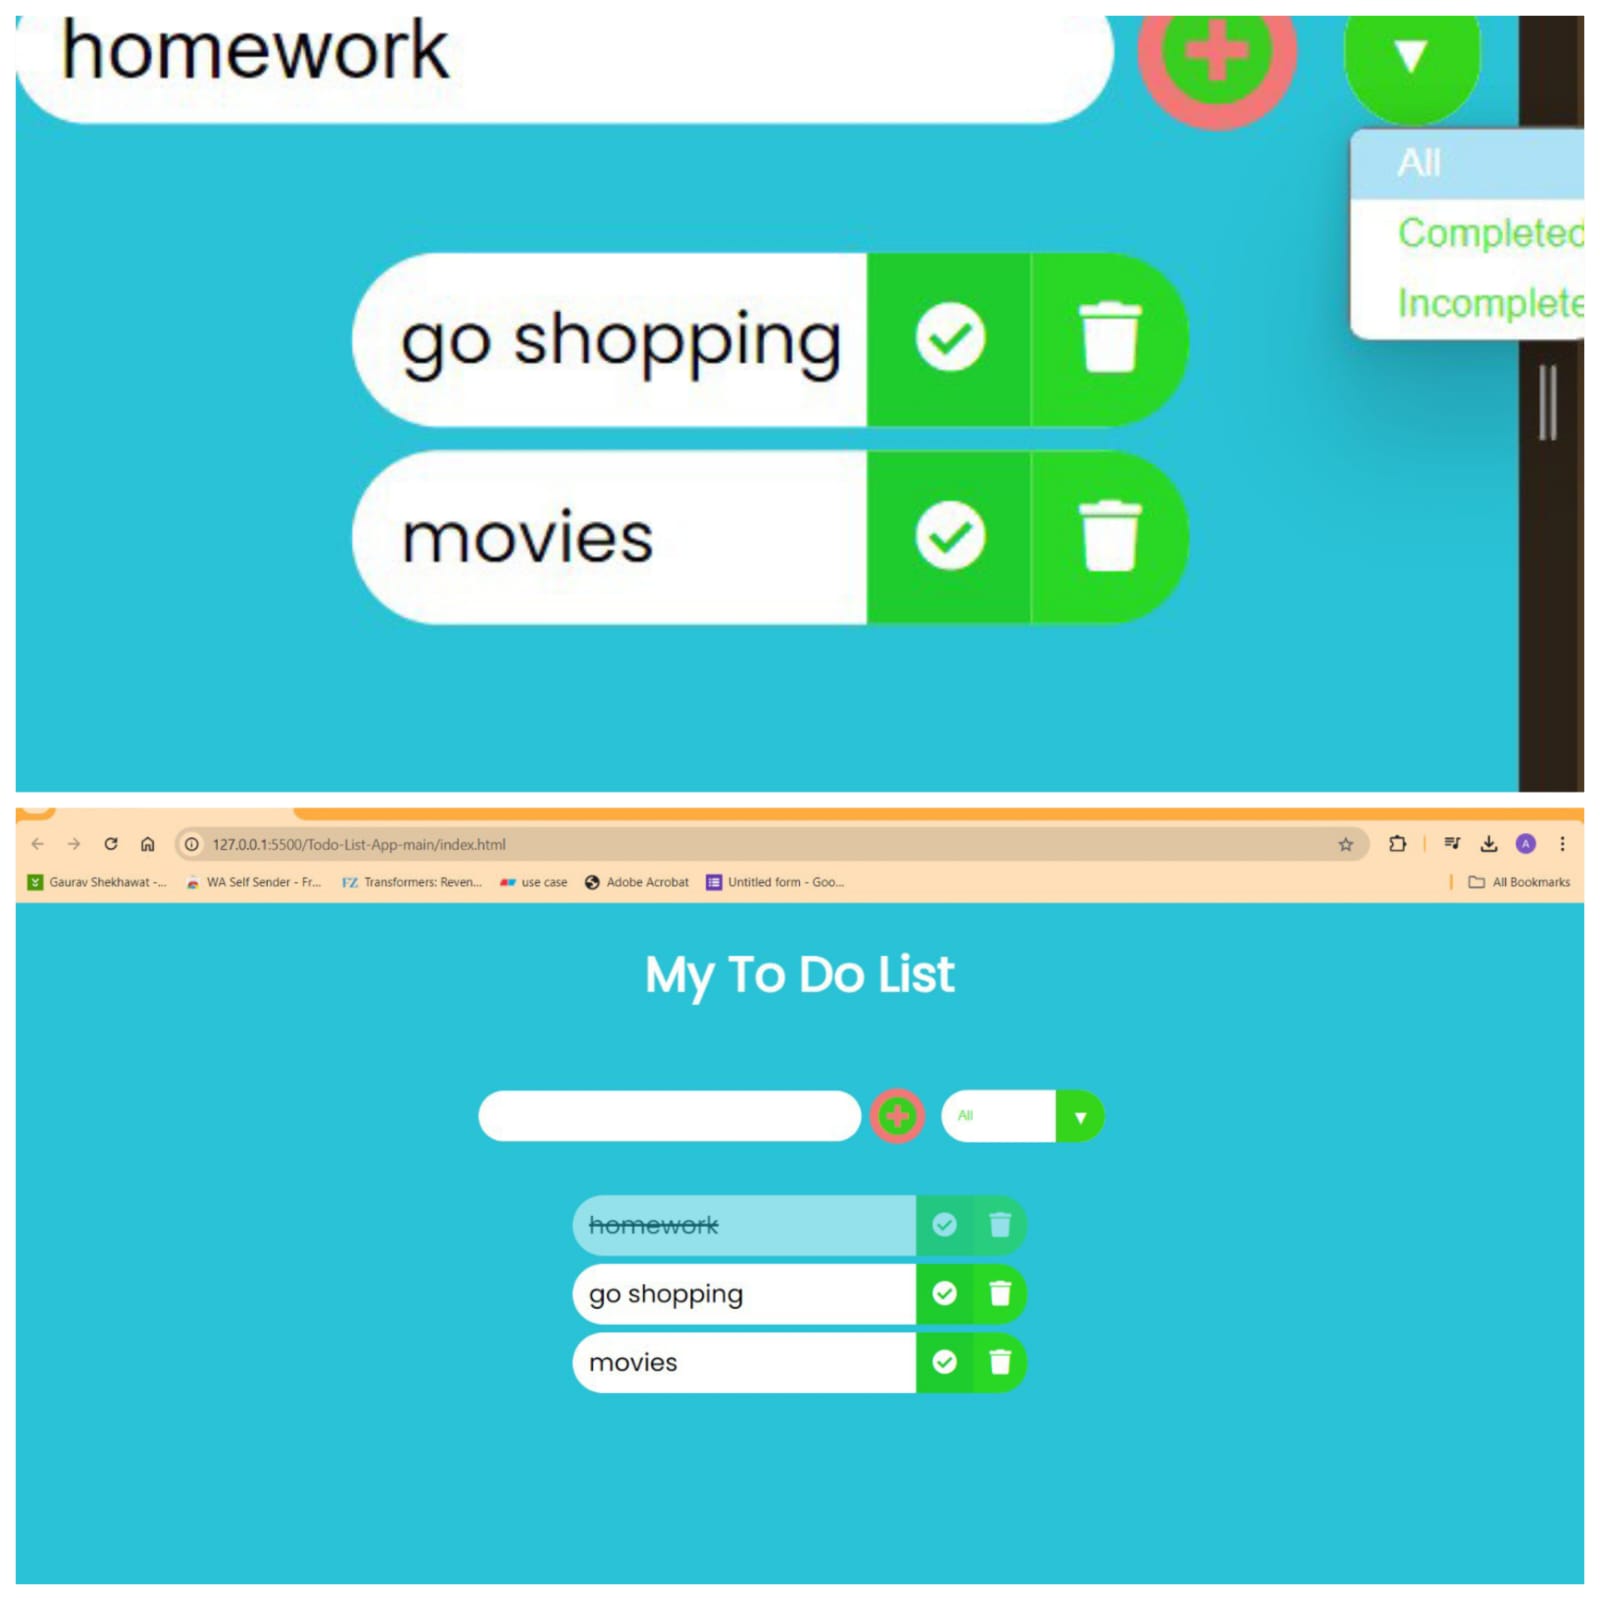 homework
All
Completed
Incomplete
go shopping
movies
127.0.0.1:5500/Todo-List-App-main/index.html
Gaurav Shekhawat -... WA Self Sender - Fr... FZ Transformers: Reven... use case Adobe Acrobat Untitled form - Goo... All Bookmarks
My To Do List
All
homework
go shopping
movies